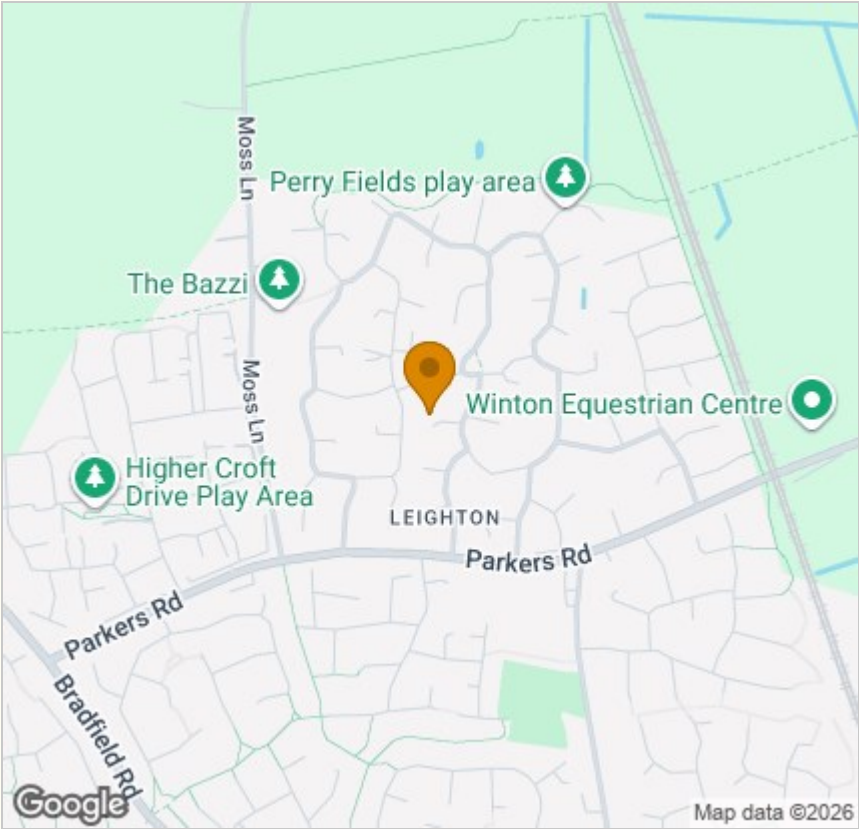 Moss Ln
Perry Fields play area
The Bazzi
Moss Ln
Winton Equestrian Centre
Higher Croft
Drive Play Area
LEIGHTON
Parkers Rd
Parkers Rd
Bradfield Rd
Google
Map data ©2026